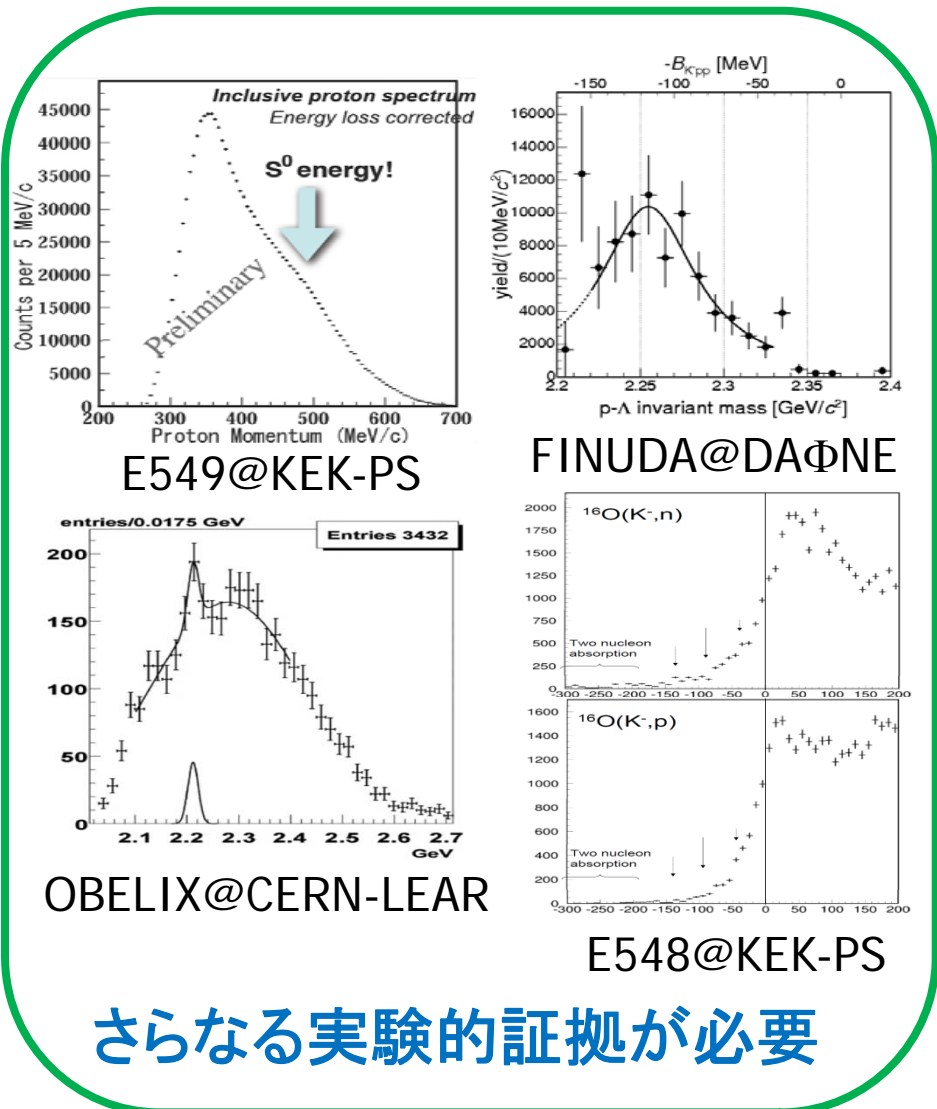 Inclusive proton spectrum
Energy loss corrected
S⁰ energy!
Preliminary
Counts per 5 MeV/c
45000
40000
35000
30000
25000
20000
15000
10000
5000
0
200 300 400 500 600 700
Proton Momentum (MeV/c)
E549@KEK-PS
-B_K⁻pp [MeV]
-150 -100 -50 0
yield/(10MeV/c²)
16000
14000
12000
10000
8000
6000
4000
2000
0
2.2 2.25 2.3 2.35 2.4
p-Λ invariant mass [GeV/c²]
FINUDA@DAΦNE
entries/0.0175 GeV
Entries 3432
200
150
100
50
0
2.1 2.2 2.3 2.4 2.5 2.6 2.7
GeV
OBELIX@CERN-LEAR
¹⁶O(K⁻,n)
2000
1750
1500
1250
1000
750
500
250
0
Two nucleon
absorption
-300 -250 -200 -150 -100 -50 0 50 100 150 200
¹⁶O(K⁻,p)
1600
1400
1200
1000
800
600
400
200
0
Two nucleon
absorption
-300 -250 -200 -150 -100 -50 0 50 100 150 200
E548@KEK-PS
さらなる実験的証拠が必要